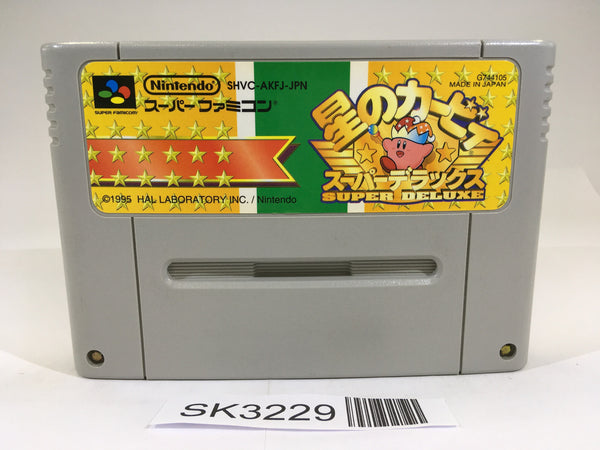 Nintendo®
SHVC-AKFJ-JPN
スーパーファミコン®
SUPER FAMICOM
G744105
MADE IN JAPAN
星のカービィ
スーパーデラックス
SUPER DELUXE
©1995 HAL LABORATORY INC. / Nintendo
SK3229